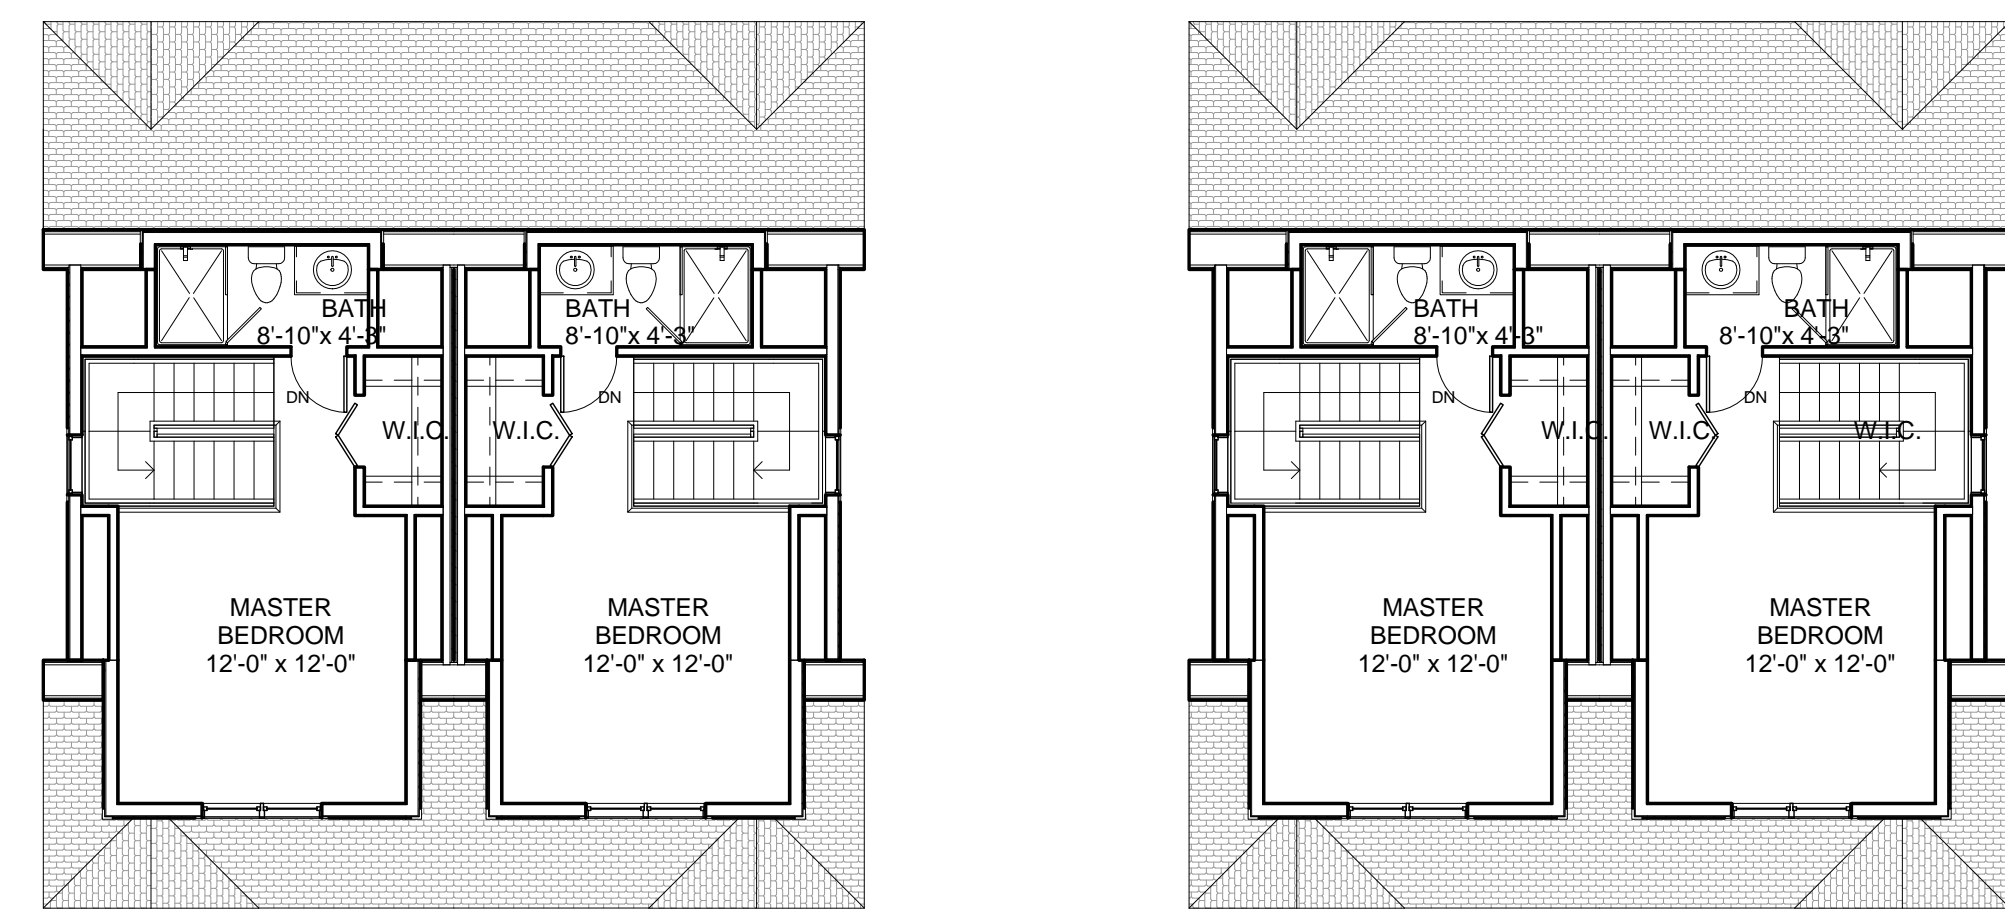 BATH
8'-10"x 4'-3"
BATH
8'-10"x 4'-3"
DN
DN
W.I.C.
W.I.C.
MASTER
BEDROOM
12'-0" x 12'-0"
MASTER
BEDROOM
12'-0" x 12'-0"
BATH
8'-10"x 4'-3"
BATH
8'-10"x 4'-3"
DN
DN
W.I.C.
W.I.C.
W.I.C.
MASTER
BEDROOM
12'-0" x 12'-0"
MASTER
BEDROOM
12'-0" x 12'-0"